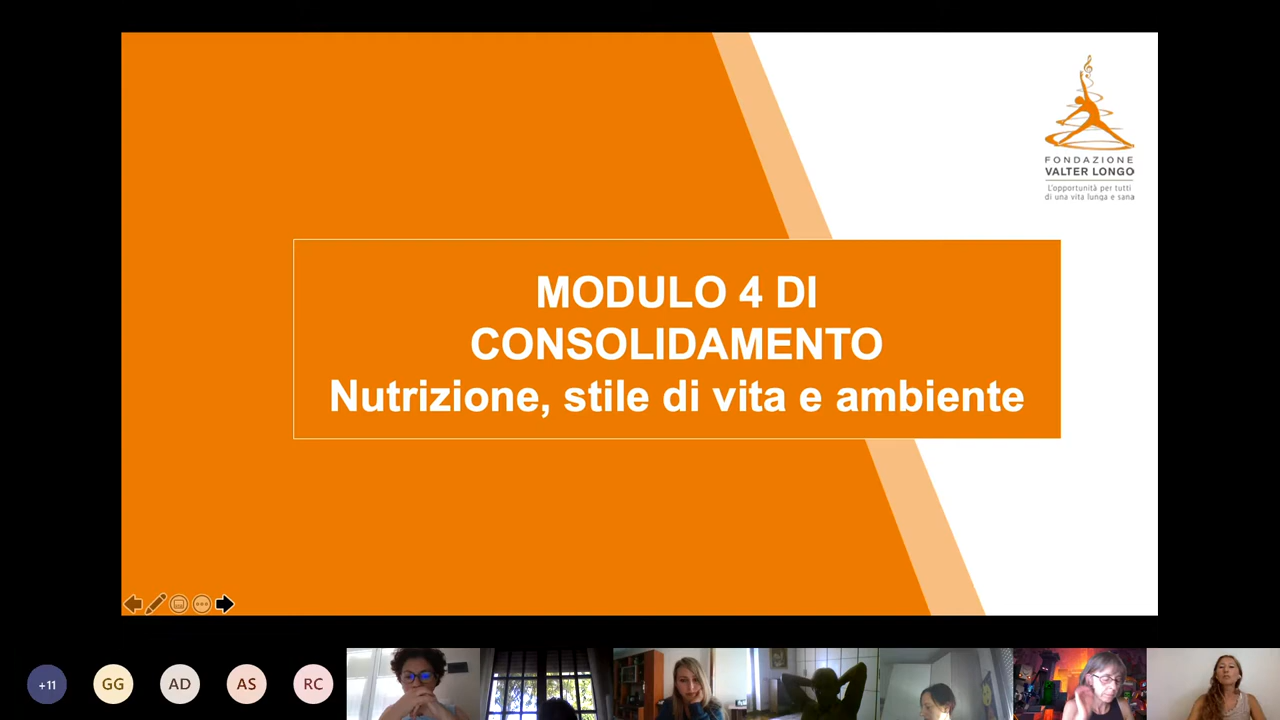 FONDAZIONE
VALTER LONGO
L'opportunità per tutti
di una vita lunga e sana
MODULO 4 DI
CONSOLIDAMENTO
Nutrizione, stile di vita e ambiente
+11
GG
AD
AS
RC